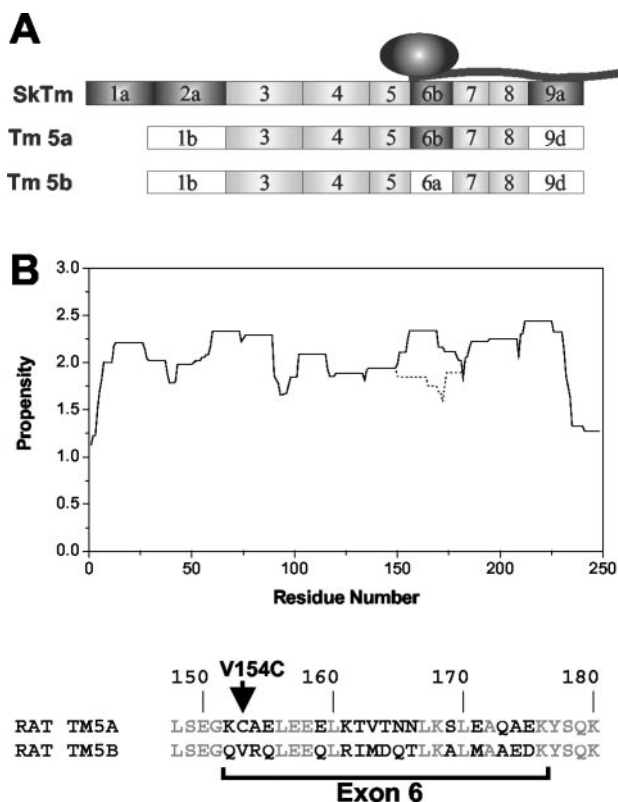 A
SkTm 1a 2a 3 4 5 6b 7 8 9a
Tm 5a 1b 3 4 5 6b 7 8 9d
Tm 5b 1b 3 4 5 6a 7 8 9d
B
3.0
2.5
2.0
1.5
1.0
0.5
0.0
Propensity
0 50 100 150 200 250
Residue Number
V154C
150 160 170 180
RAT TM5A LSEGKCAELEEELKTVTNNLKSLEAQAEKYSQK
RAT TM5B LSEGQVRQLEEQLRIMDQTLKALMAAEDKYSQK
Exon 6